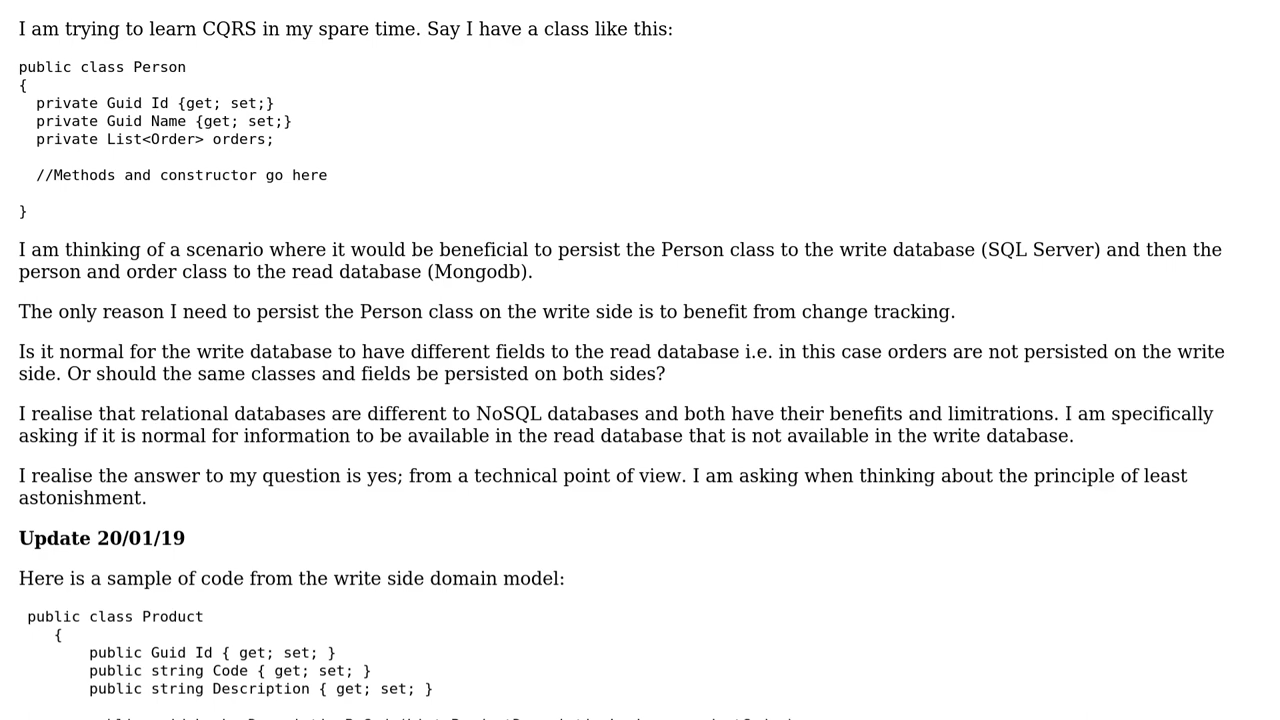 I am trying to learn CQRS in my spare time. Say I have a class like this:
public class Person
{
  private Guid Id {get; set;}
  private Guid Name {get; set;}
  private List<Order> orders;
  //Methods and constructor go here
}
I am thinking of a scenario where it would be beneficial to persist the Person class to the write database (SQL Server) and then the
person and order class to the read database (Mongodb).
The only reason I need to persist the Person class on the write side is to benefit from change tracking.
Is it normal for the write database to have different fields to the read database i.e. in this case orders are not persisted on the write
side. Or should the same classes and fields be persisted on both sides?
I realise that relational databases are different to NoSQL databases and both have their benefits and limitrations. I am specifically
asking if it is normal for information to be available in the read database that is not available in the write database.
I realise the answer to my question is yes; from a technical point of view. I am asking when thinking about the principle of least
astonishment.
Update 20/01/19
Here is a sample of code from the write side domain model:
public class Product
    {
        public Guid Id { get; set; }
        public string Code { get; set; }
        public string Description { get; set; }